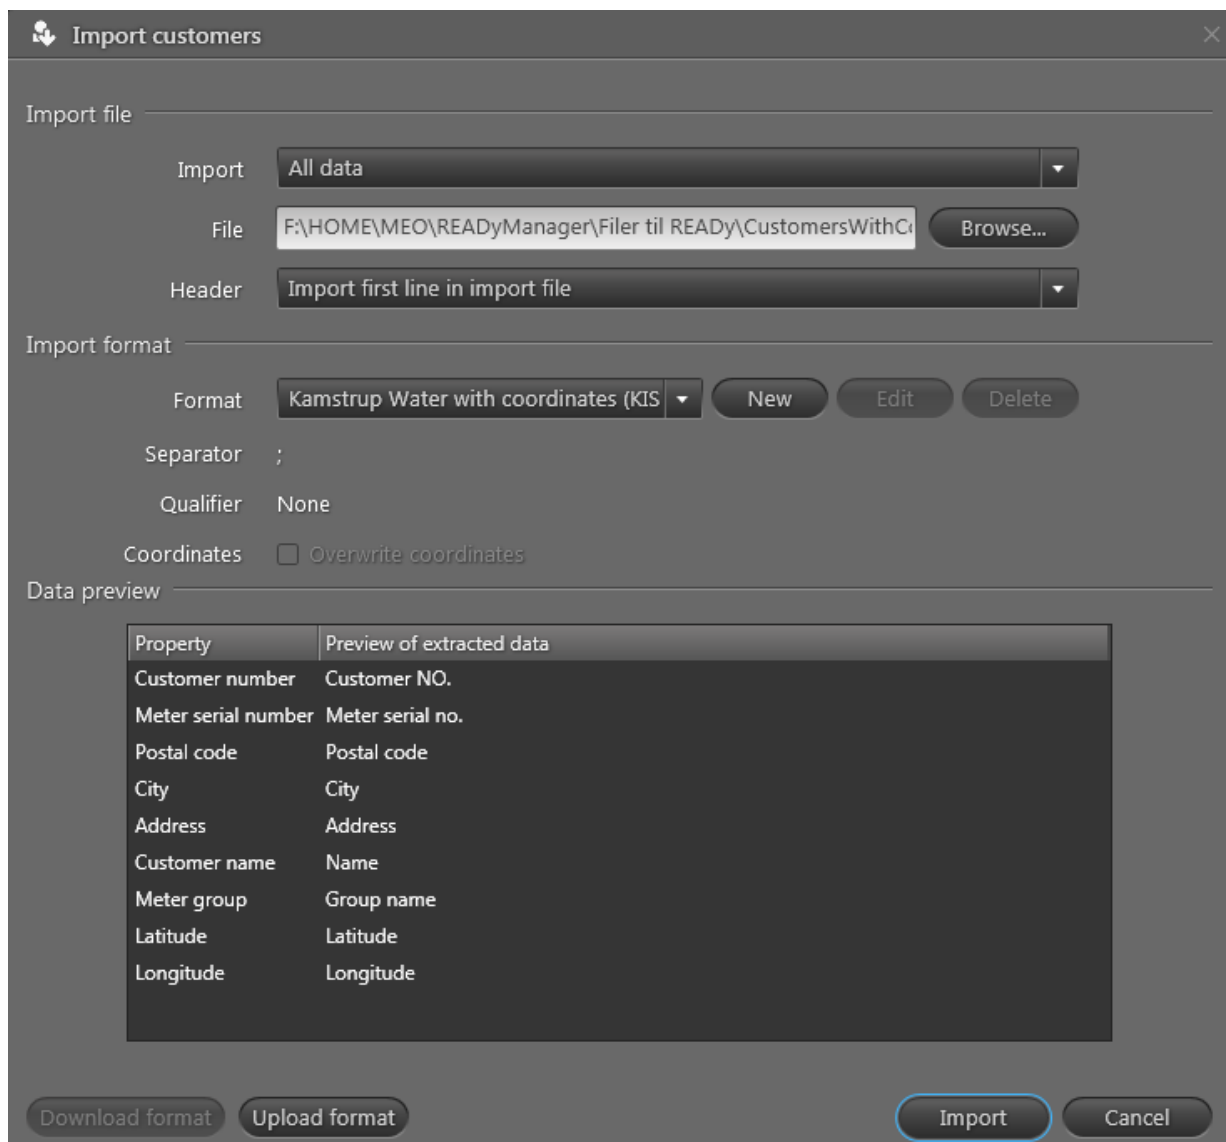 Import customers
Import file
Import All data
File F:\HOME\MEO\READyManager\Filer til READy\CustomersWithCo Browse...
Header Import first line in import file
Import format
Format Kamstrup Water with coordinates (KIS New Edit Delete
Separator ;
Qualifier None
Coordinates Overwrite coordinates
Data preview
Property Preview of extracted data
Customer number Customer NO.
Meter serial number Meter serial no.
Postal code Postal code
City City
Address Address
Customer name Name
Meter group Group name
Latitude Latitude
Longitude Longitude
Download format Upload format Import Cancel